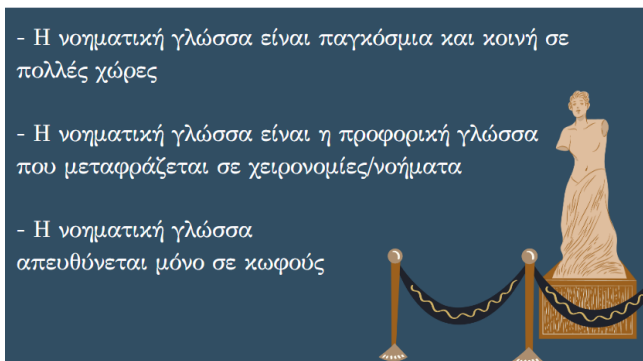 - Η νοηματική γλώσσα είναι παγκόσμια και κοινή σε
πολλές χώρες
- Η νοηματική γλώσσα είναι η προφορική γλώσσα
που μεταφράζεται σε χειρονομίες/νοήματα
- Η νοηματική γλώσσα
απευθύνεται μόνο σε κωφούς